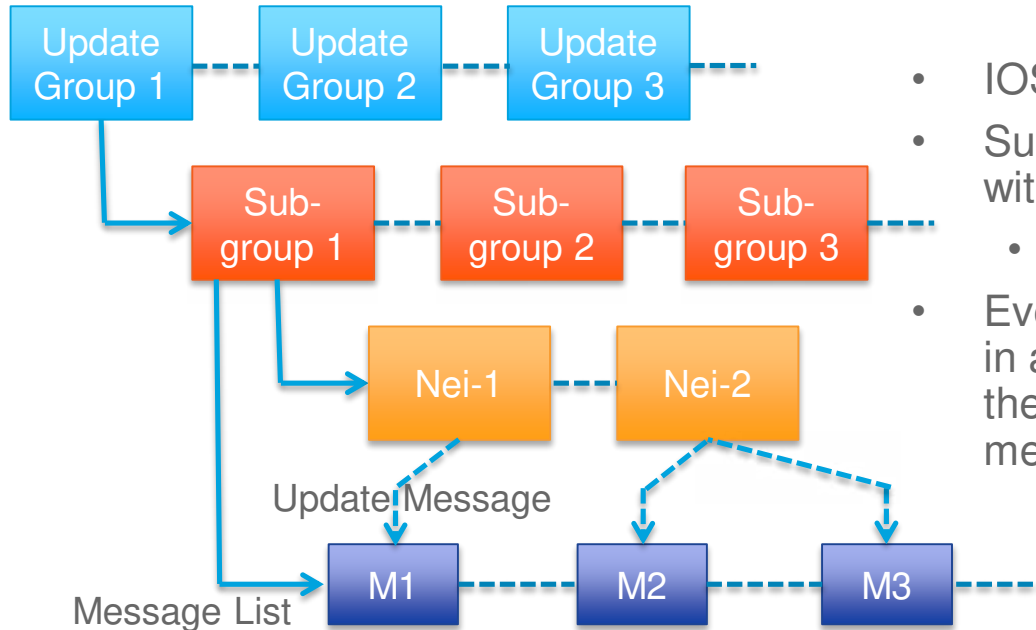 Update
Group 1
Update
Group 2
Update
Group 3
Sub-
group 1
Sub-
group 2
Sub-
group 3
Nei-1
Nei-2
Update Message
M1
M2
M3
Message List
•
•
•
•
in